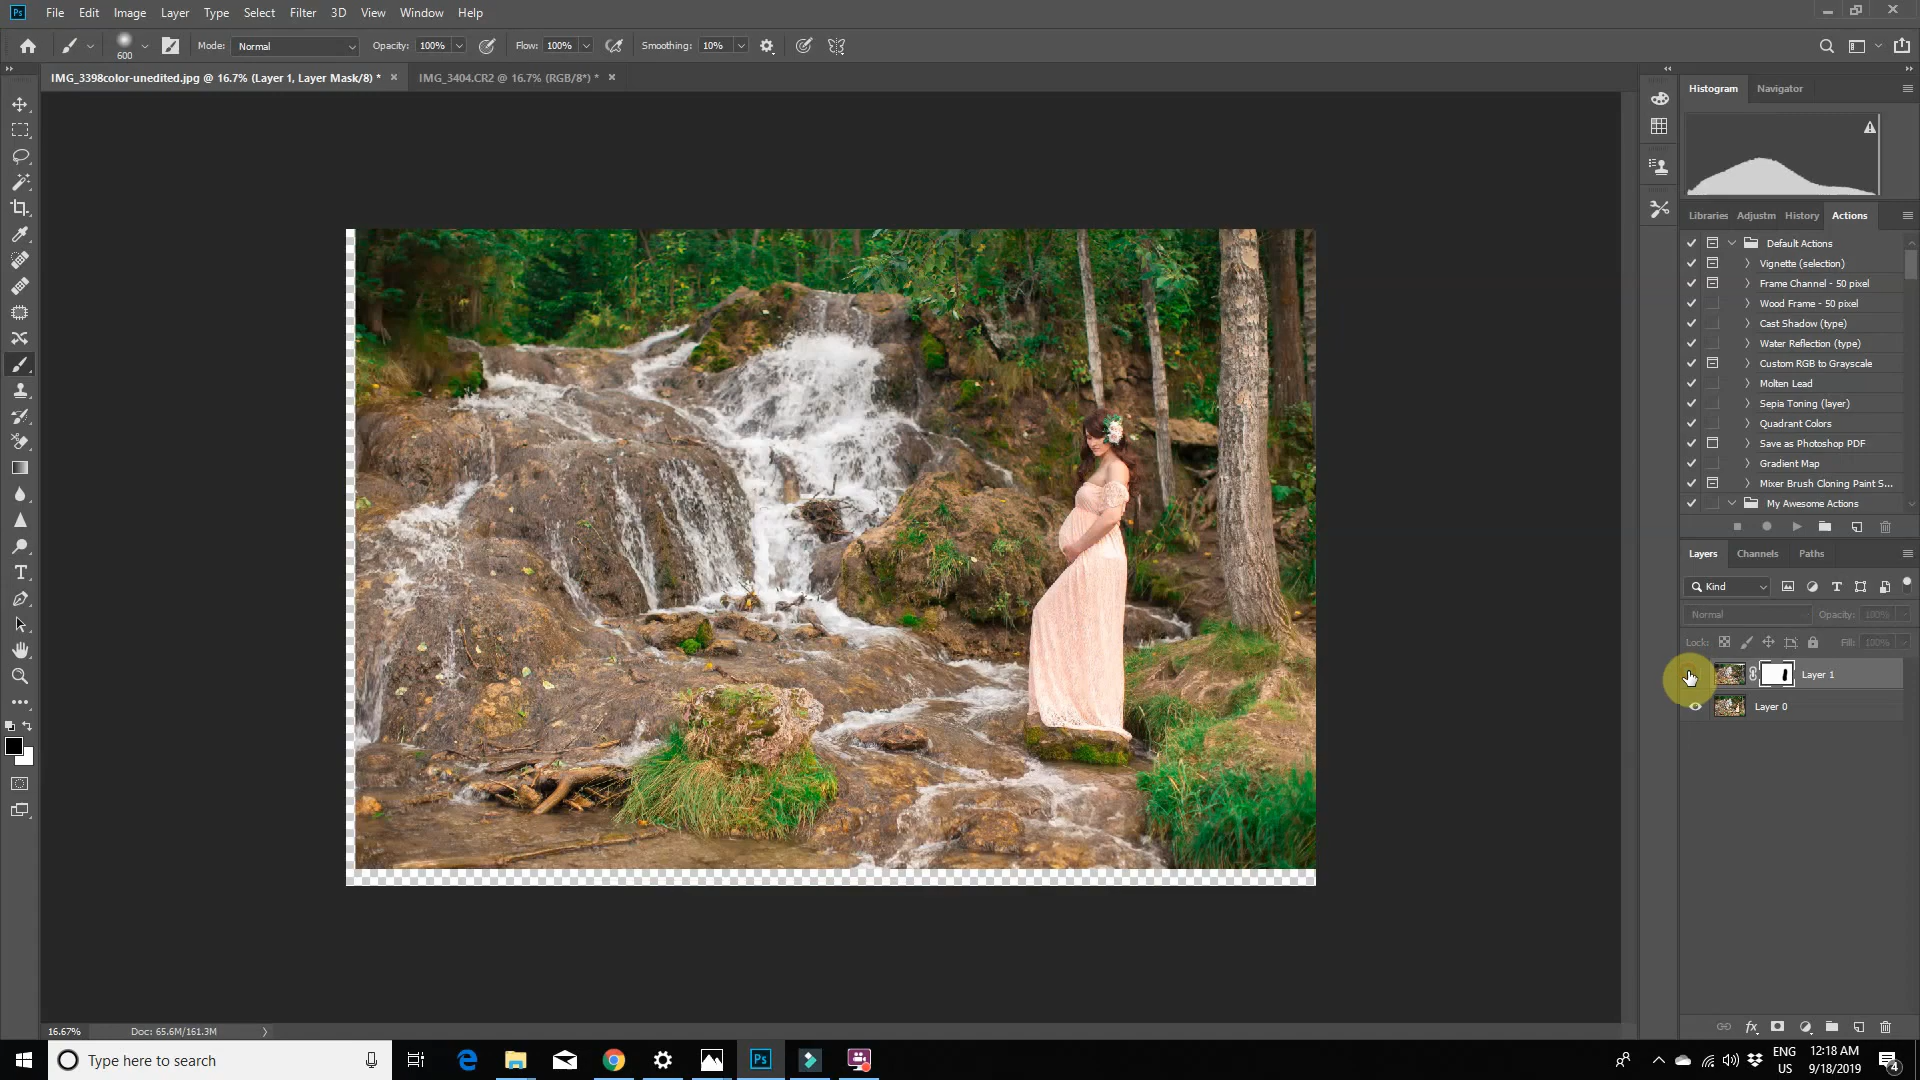 Ps File Edit Image Layer Type Select Filter 3D View Window Help
600 Mode: Normal Opacity: 100% Flow: 100% Smoothing: 10%
IMG_3398color-unedited.jpg @ 16.7% (Layer 1, Layer Mask/8) * × IMG_3404.CR2 @ 16.7% (RGB/8*) * ×
Histogram Navigator
Libraries Adjustm History Actions
Default Actions
Vignette (selection)
Frame Channel - 50 pixel
Wood Frame - 50 pixel
Cast Shadow (type)
Water Reflection (type)
Custom RGB to Grayscale
Molten Lead
Sepia Toning (layer)
Quadrant Colors
Save as Photoshop PDF
Gradient Map
Mixer Brush Cloning Paint S...
My Awesome Actions
Layers Channels Paths
Kind
Normal Opacity: 100%
Lock: Fill: 100%
Layer 1
Layer 0
16.67% Doc: 65.6M/161.3M
Type here to search
Ps
ENG
US
12:18 AM
9/18/2019
4